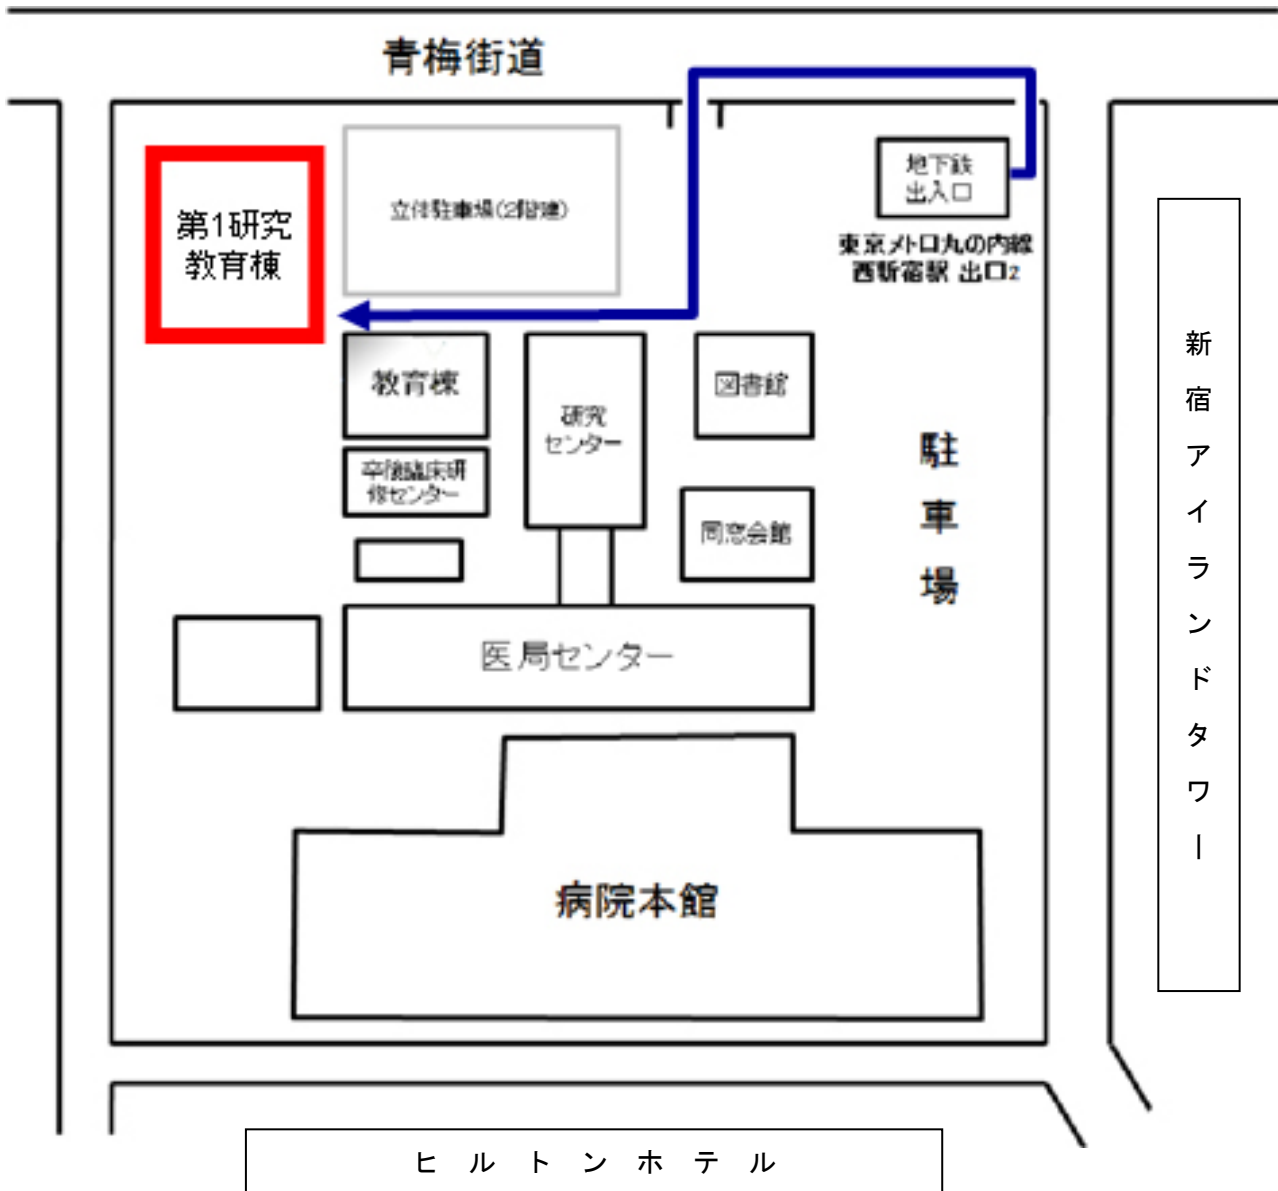 青梅街道
第1研究
教育棟
立体駐車場(2階建)
地下鉄
出入口
東京メトロ丸の内線
西新宿駅 出口2
教育棟
研究
センター
図書館
卒後臨床研
修センター
同窓会館
駐車場
新宿アイランドタワー
医局センター
病院本館
ヒルトンホテル